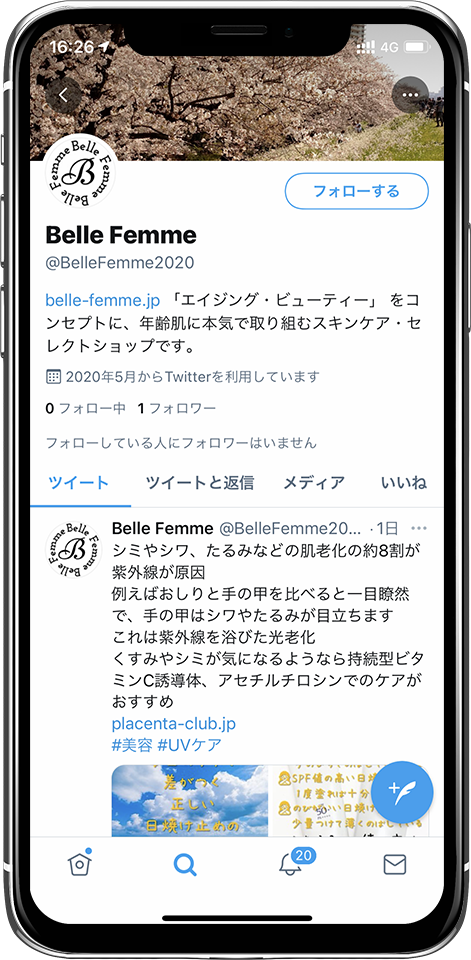 16:26
4G
Belle Femme Belle Femme
B
フォローする
Belle Femme
@BelleFemme2020
belle-femme.jp 「エイジング・ビューティー」 をコ
ンセプトに、年齢肌に本気で取り組むスキンケア・セ
レクトショップです。
2020年5月からTwitterを利用しています
0 フォロー中 1 フォロワー
フォローしている人にフォロワーはいません
ツイート ツイートと返信 メディア いいね
Belle Femme Belle Femme
B
Belle Femme @BelleFemme20... ·1日
シミやシワ、たるみなどの肌老化の約8割が
紫外線が原因
例えばおしりと手の甲を比べると一目瞭然
で、手の甲はシワやたるみが目立ちます
これは紫外線を浴びた光老化
くすみやシミが気になるようなら持続型ビタ
ミンC誘導体、アセチルチロシンでのケアが
おすすめ
placenta-club.jp
#美容 #UVケア
差がつく
正しい
日焼け止めの
SPF値の高い日焼
1度塗れば十分
のびない日焼け
少量つけて薄くのばしている
20